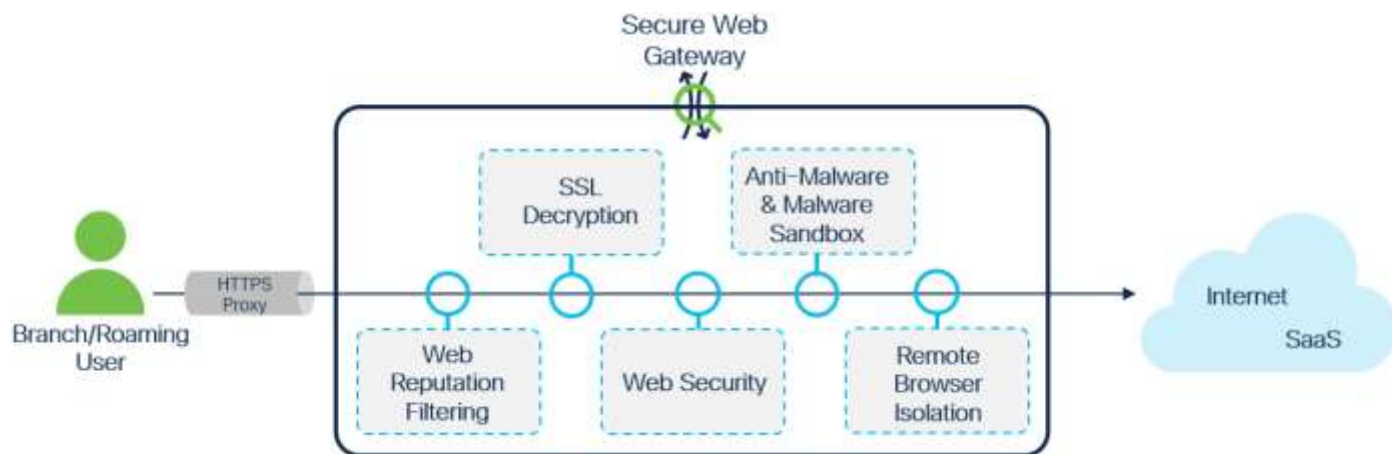 Secure Web
Gateway
SSL
Decryption
Anti-Malware
& Malware
Sandbox
HTTPS
Proxy
Branch/Roaming
User
Web
Reputation
Filtering
Web Security
Remote
Browser
Isolation
Internet
SaaS